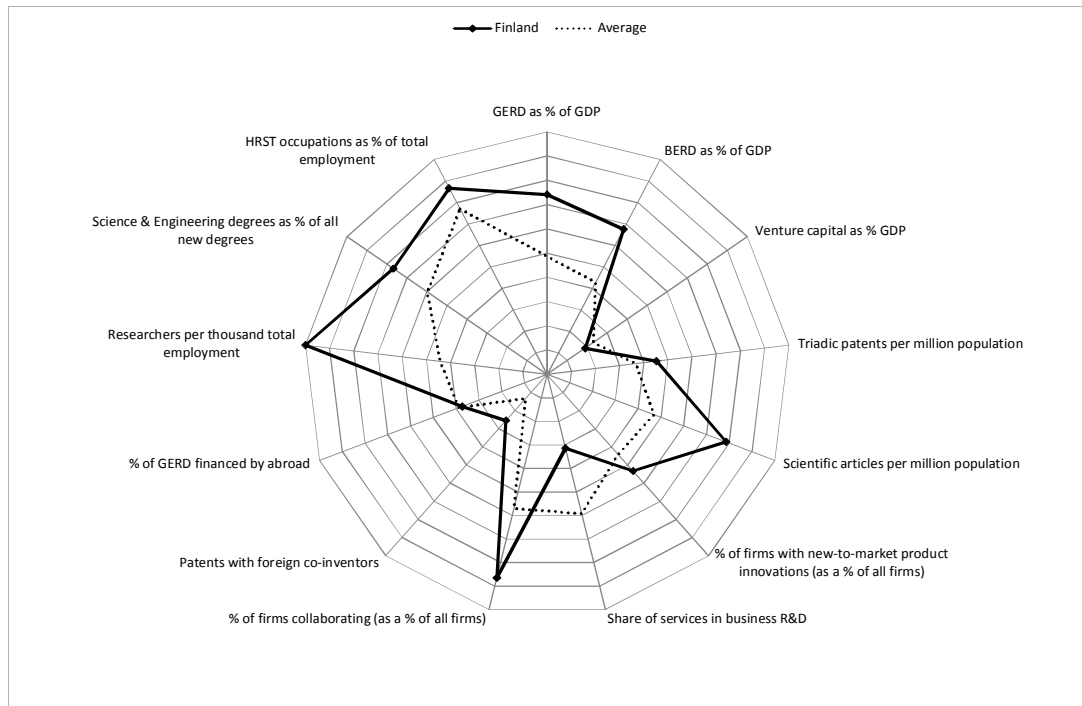 Finland
Average
GERD as % of GDP
HRST occupations as % of total
employment
BERD as % of GDP
Science & Engineering degrees as % of all
new degrees
Venture capital as % GDP
Researchers per thousand total
employment
Triadic patents per million population
% of GERD financed by abroad
Scientific articles per million population
Patents with foreign co-inventors
% of firms with new-to-market product
innovations (as a % of all firms)
% of firms collaborating (as a % of all firms)
Share of services in business R&D